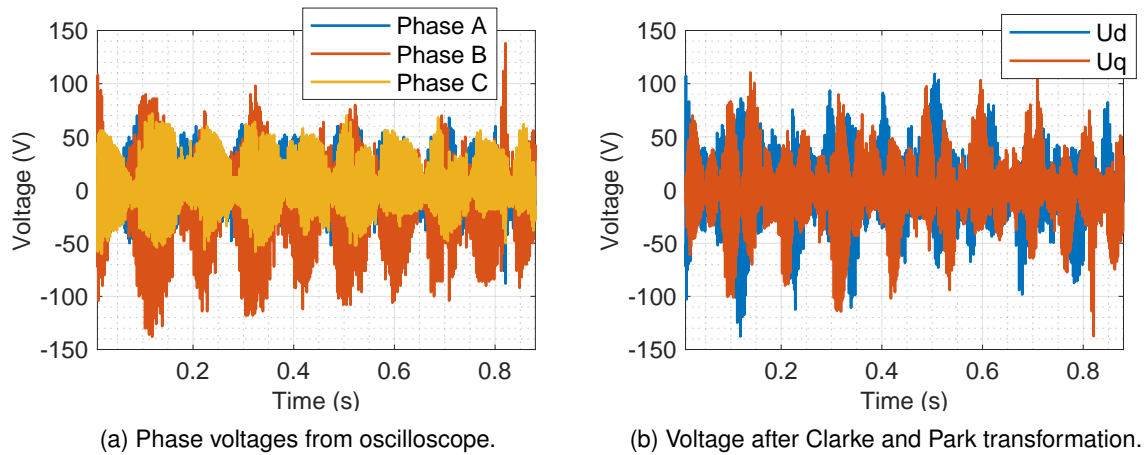 150
100
50
0
-50
-100
-150
Voltage (V)
0.2 0.4 0.6 0.8
Time (s)
Phase A
Phase B
Phase C
(a) Phase voltages from oscilloscope.
150
100
50
0
-50
-100
-150
Voltage (V)
0.2 0.4 0.6 0.8
Time (s)
Ud
Uq
(b) Voltage after Clarke and Park transformation.